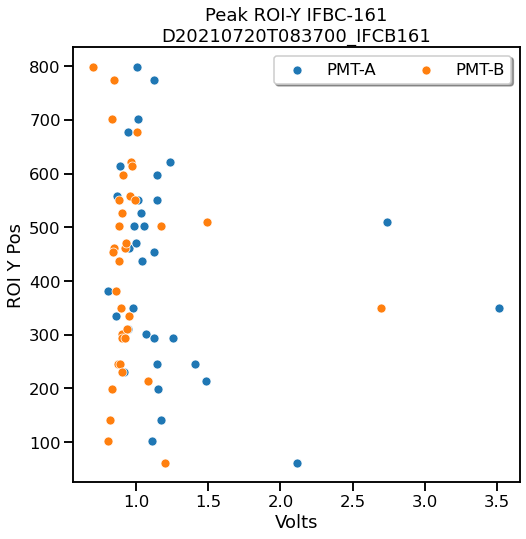 Peak ROI-Y IFBC-161
D20210720T083700_IFCB161
PMT-A PMT-B
800
700
600
500
400
300
200
100
ROI Y Pos
1.0 1.5 2.0 2.5 3.0 3.5
Volts